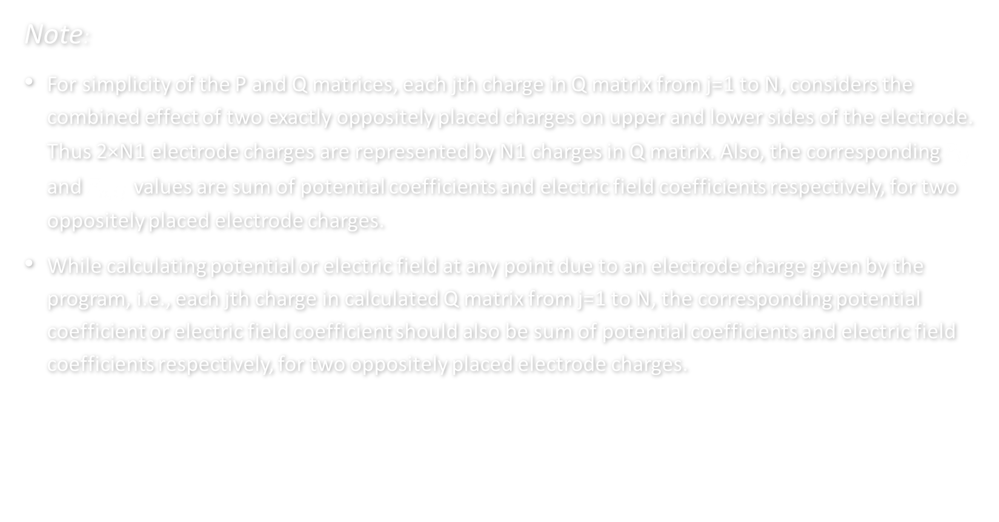 Note:
• For simplicity of the P and Q matrices, each jth charge in Q matrix from j=1 to N, considers the
combined effect of two exactly oppositely placed charges on upper and lower sides of the electrode.
Thus 2×N1 electrode charges are represented by N1 charges in Q matrix. Also, the corresponding
and values are sum of potential coefficients and electric field coefficients respectively, for two
oppositely placed electrode charges.
• While calculating potential or electric field at any point due to an electrode charge given by the
program, i.e., each jth charge in calculated Q matrix from j=1 to N, the corresponding potential
coefficient or electric field coefficient should also be sum of potential coefficients and electric field
coefficients respectively, for two oppositely placed electrode charges.